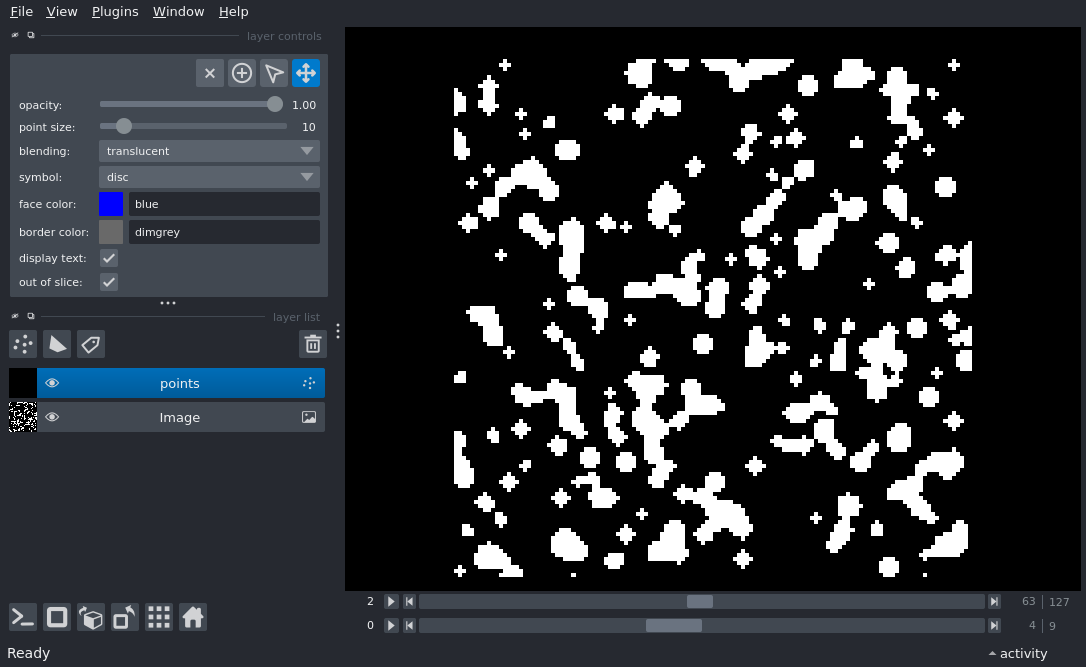 File View Plugins Window Help
layer controls
opacity: 1.00
point size: 10
blending: translucent
symbol: disc
face color: blue
border color: dimgrey
display text:
out of slice:
layer list
points
Image
2 63 127
0 4 9
Ready activity